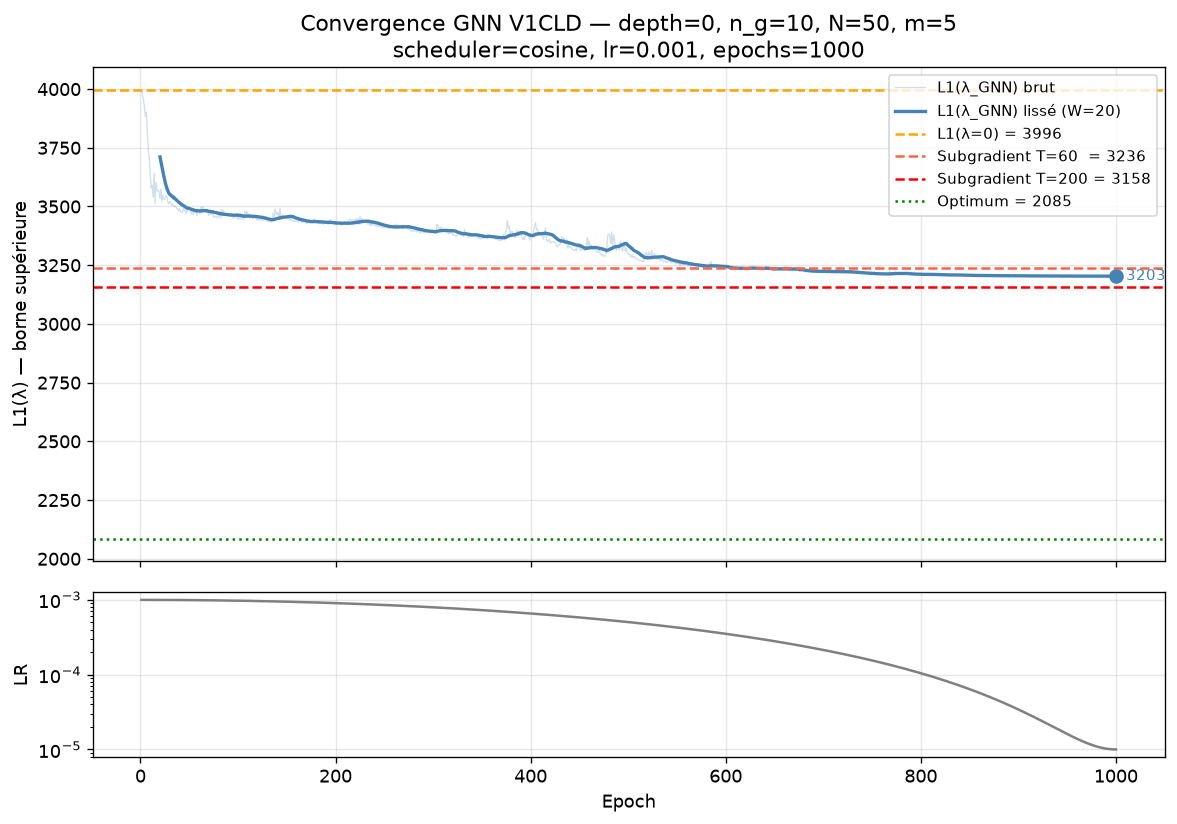 Convergence GNN V1CLD — depth=0, n_g=10, N=50, m=5
scheduler=cosine, lr=0.001, epochs=1000
L1(λ) — borne supérieure
4000
3750
3500
3250
3000
2750
2500
2250
2000
L1(λ_GNN) brut
L1(λ_GNN) lissé (W=20)
L1(λ=0) = 3996
Subgradient T=60  = 3236
Subgradient T=200 = 3158
Optimum = 2085
3203
LR
10⁻³
10⁻⁴
10⁻⁵
0
200
400
600
800
1000
Epoch